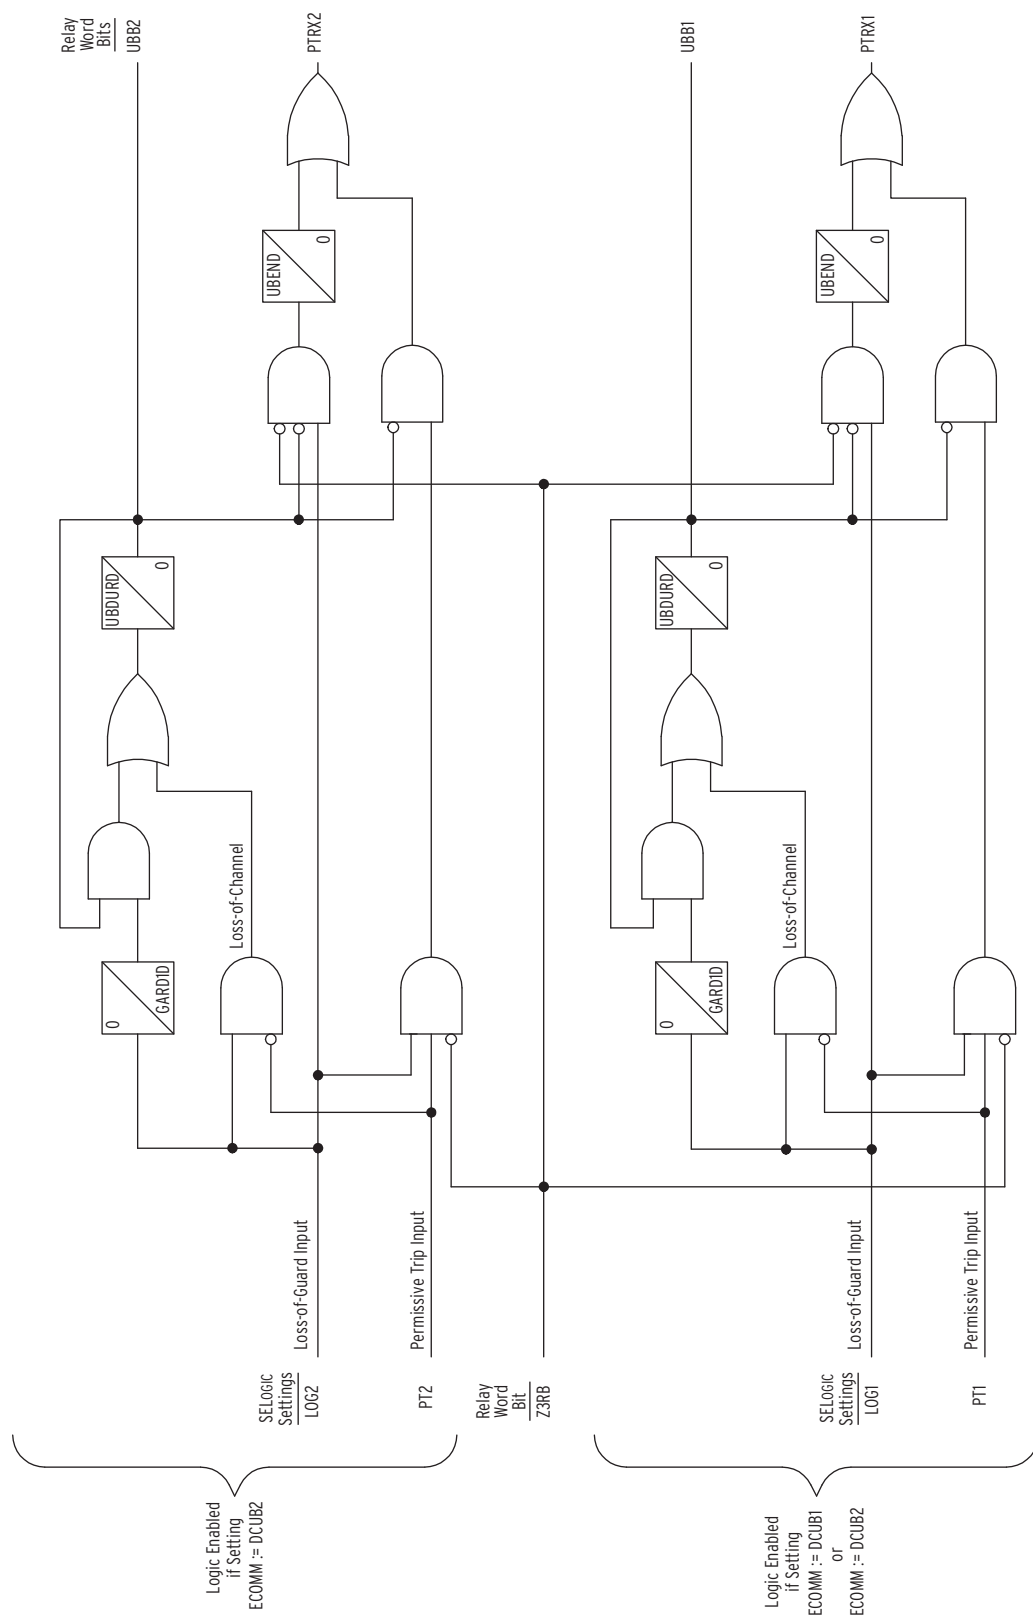 Relay
Word
Bits
UBB2
PTRX2
UBEND
0
UBDURD
0
0
GARD1D
Loss-of-Channel
Loss-of-Guard Input
Permissive Trip Input
SELOGIC
Settings
LOG2
PT2
Logic Enabled
if Setting
ECOMM := DCUB2
Relay
Word
Bit
Z3RB
UBB1
PTRX1
UBEND
0
UBDURD
0
0
GARD1D
Loss-of-Channel
Loss-of-Guard Input
Permissive Trip Input
SELOGIC
Settings
LOG1
PT1
Logic Enabled
if Setting
ECOMM := DCUB1
or
ECOMM := DCUB2